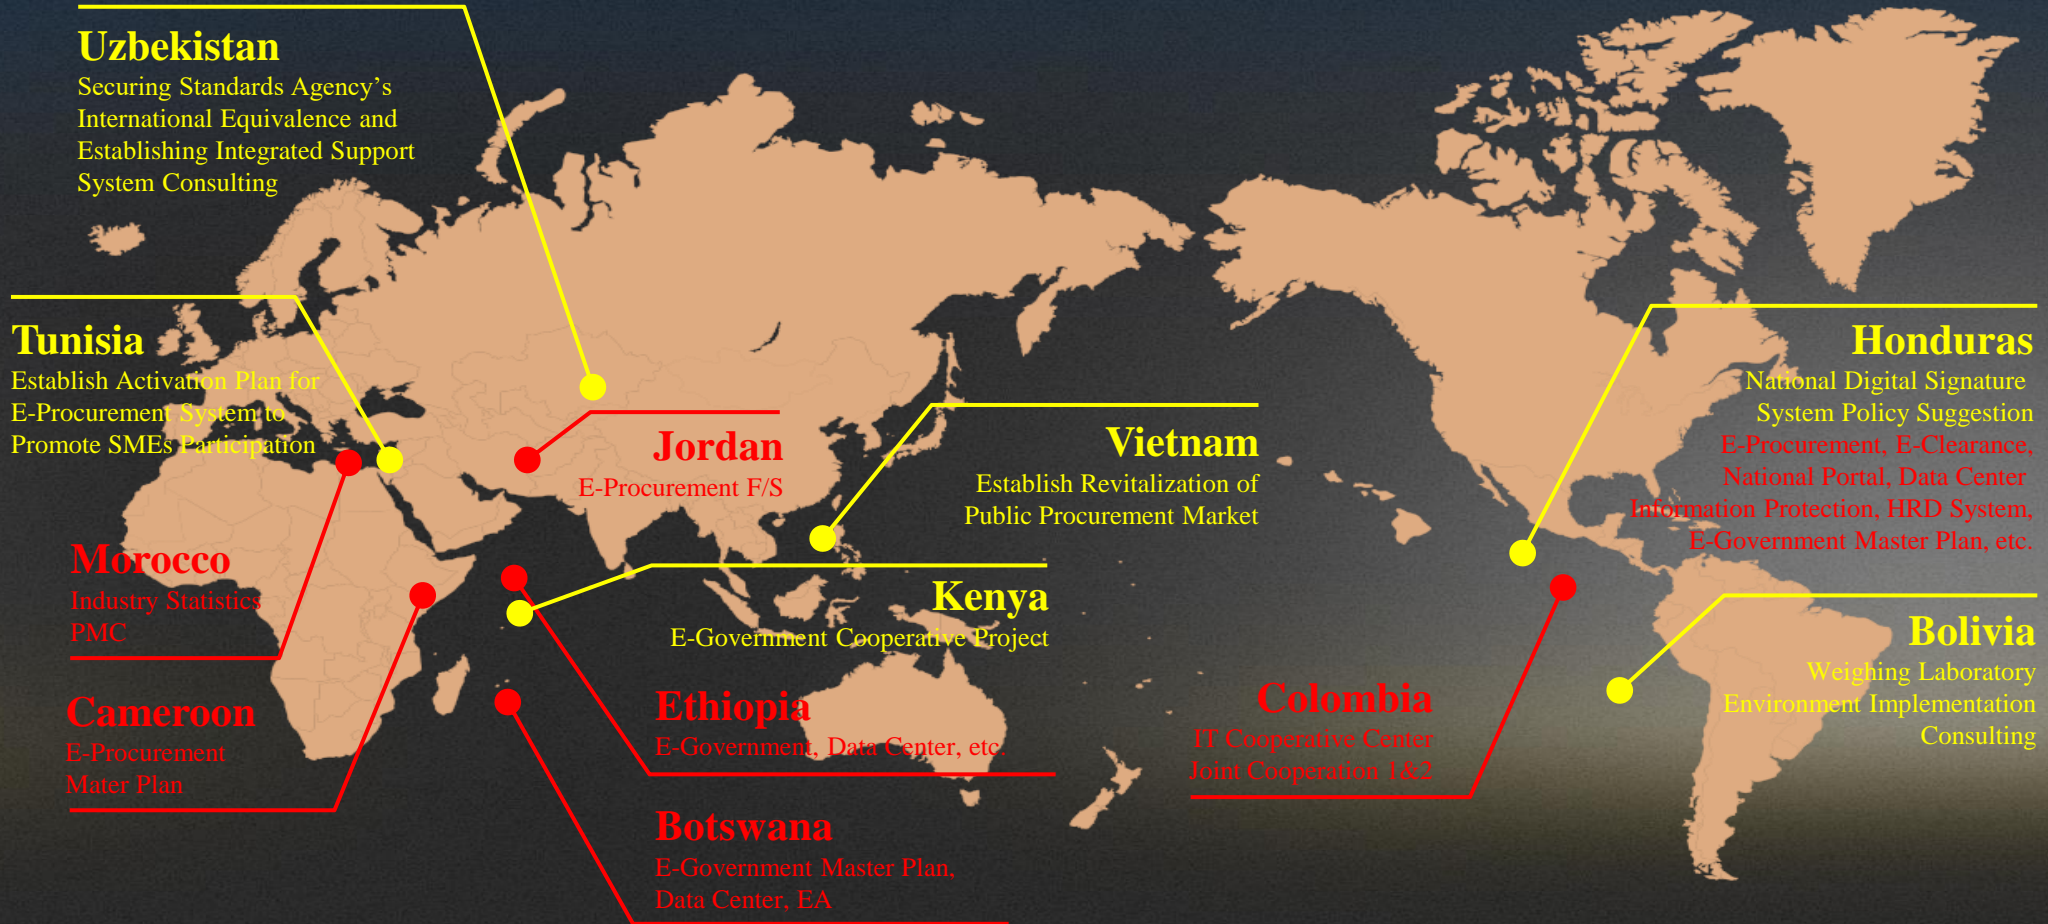 Uzbekistan
Securing Standards Agency’s
International Equivalence and
Establishing Integrated Support
System Consulting
Tunisia
Establish Activation Plan for
E-Procurement System to
Promote SMEs Participation
Jordan
E-Procurement F/S
Vietnam
Establish Revitalization of
Public Procurement Market
Honduras
National Digital Signature
System Policy Suggestion
E-Procurement, E-Clearance,
National Portal, Data Center
Information Protection, HRD System,
E-Government Master Plan, etc.
Morocco
Industry Statistics
PMC
Kenya
E-Government Cooperative Project
Bolivia
Weighing Laboratory
Environment Implementation
Consulting
Cameroon
E-Procurement
Mater Plan
Ethiopia
E-Government, Data Center, etc.
Colombia
IT Cooperative Center
Joint Cooperation 1&2
Botswana
E-Government Master Plan,
Data Center, EA